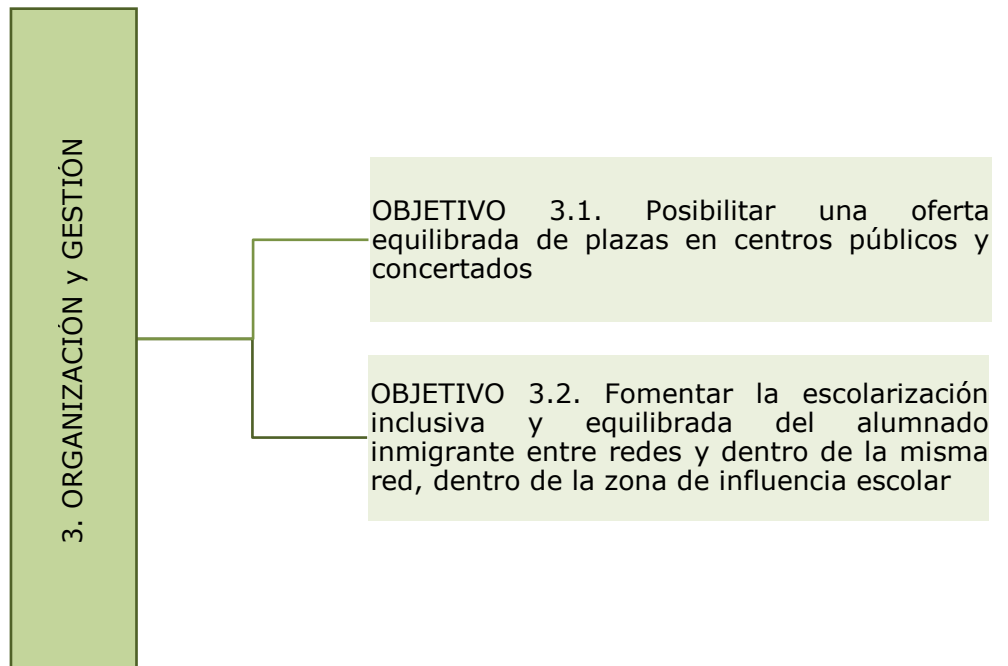 3. ORGANIZACIÓN y GESTIÓN
OBJETIVO 3.1. Posibilitar una oferta
equilibrada de plazas en centros públicos y
concertados
OBJETIVO 3.2. Fomentar la escolarización
inclusiva y equilibrada del alumnado
inmigrante entre redes y dentro de la misma
red, dentro de la zona de influencia escolar